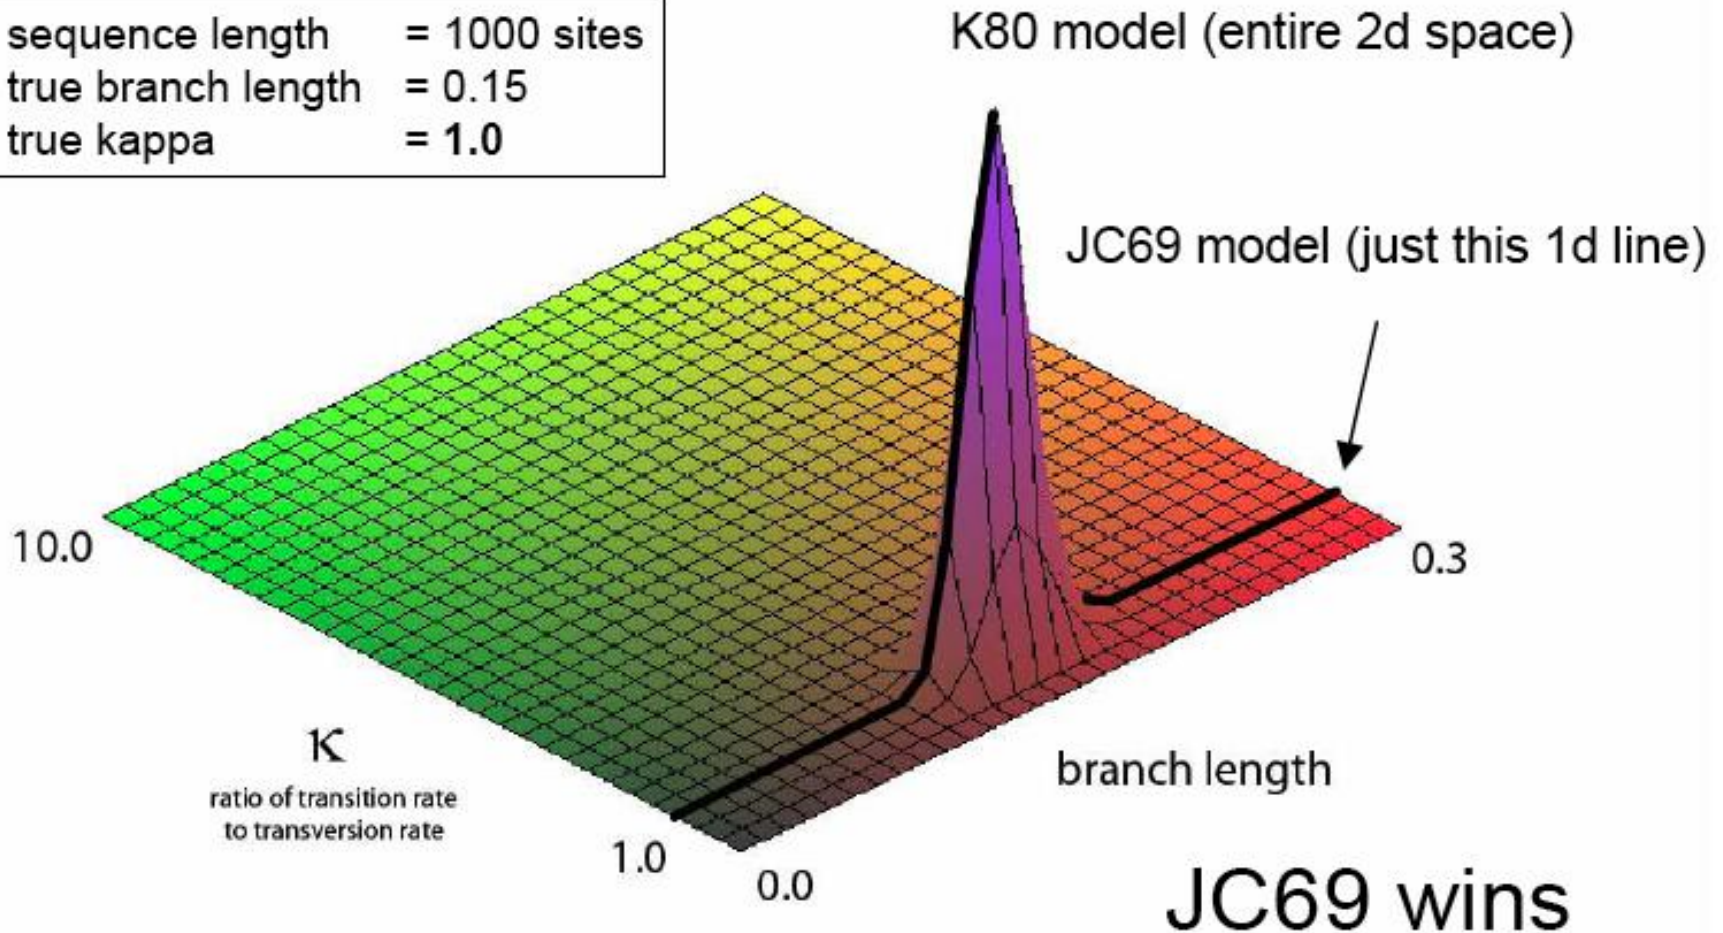 sequence length = 1000 sites
true branch length = 0.15
true kappa = 1.0
K80 model (entire 2d space)
JC69 model (just this 1d line)
10.0
0.3
κ
ratio of transition rate
to transversion rate
branch length
1.0
0.0
JC69 wins